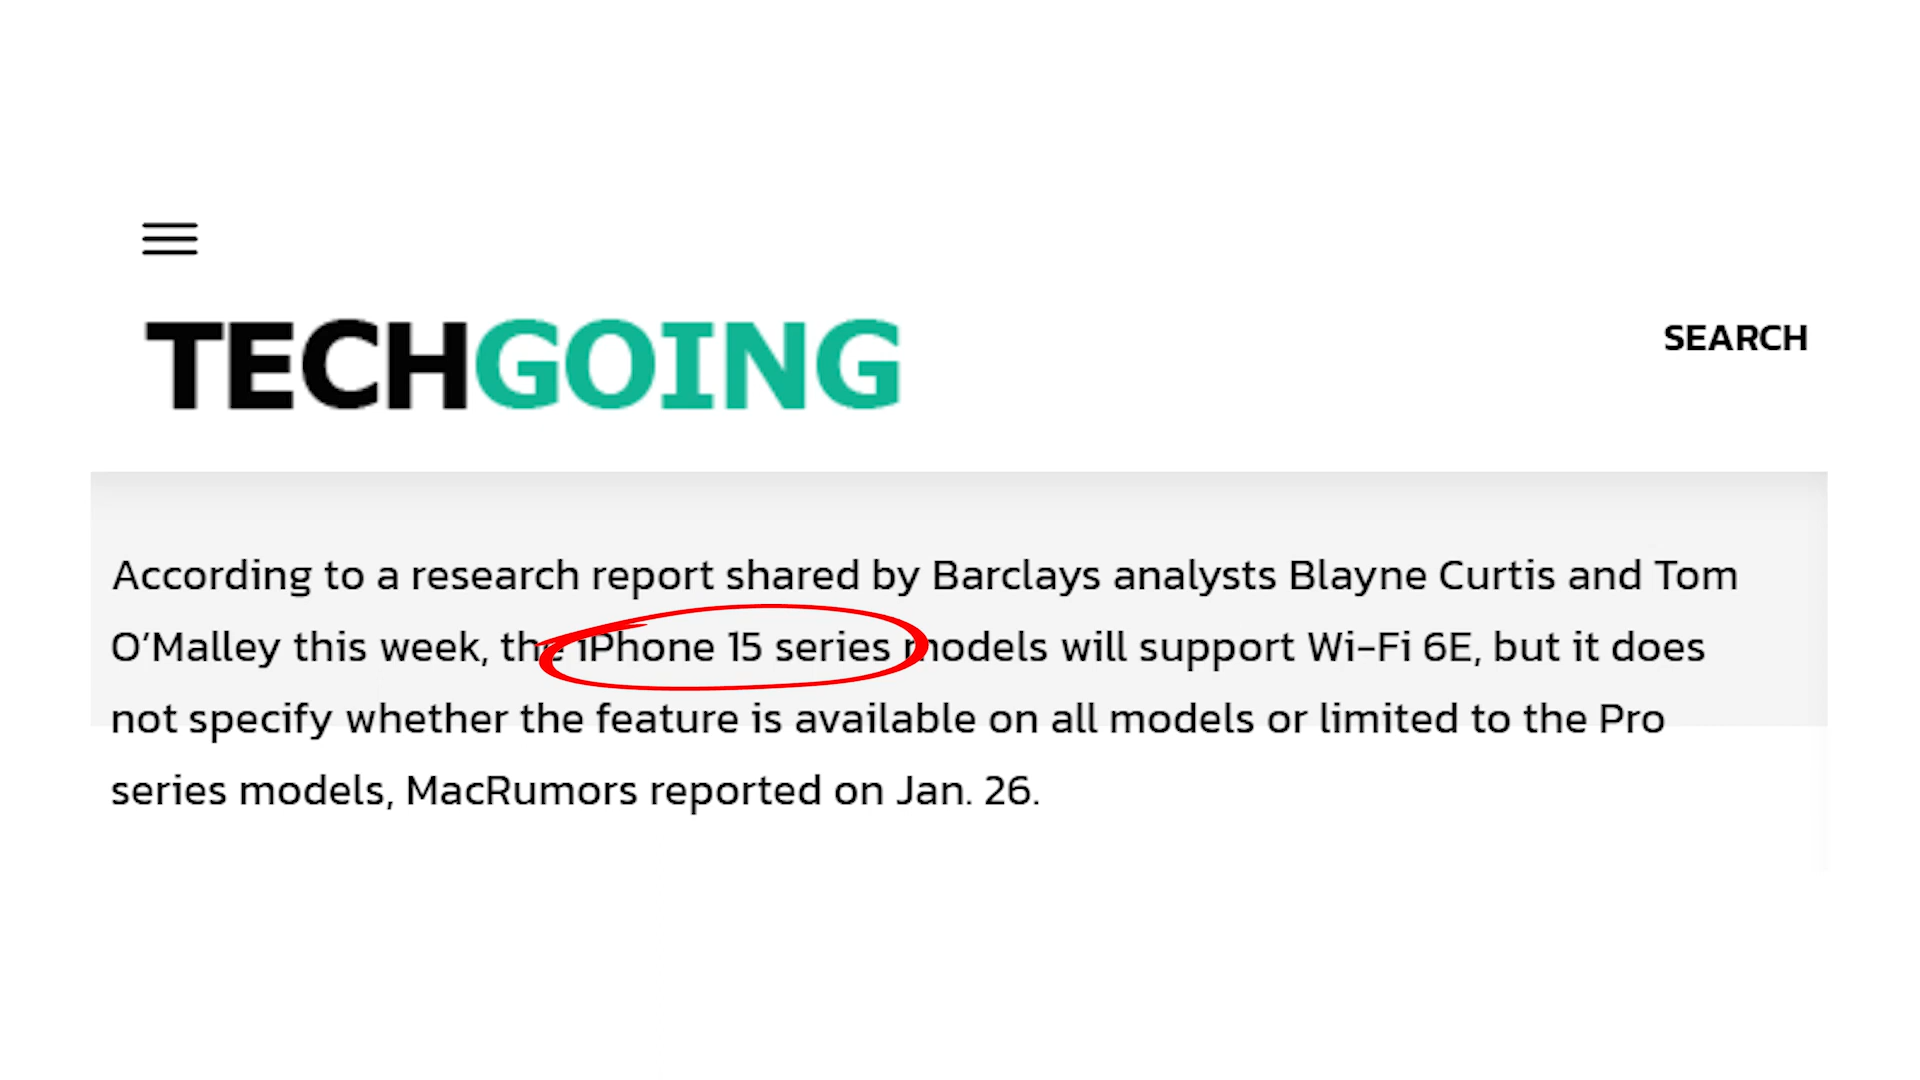 TECHGOING
SEARCH
According to a research report shared by Barclays analysts Blayne Curtis and Tom
O’Malley this week, the iPhone 15 series models will support Wi-Fi 6E, but it does
not specify whether the feature is available on all models or limited to the Pro
series models, MacRumors reported on Jan. 26.